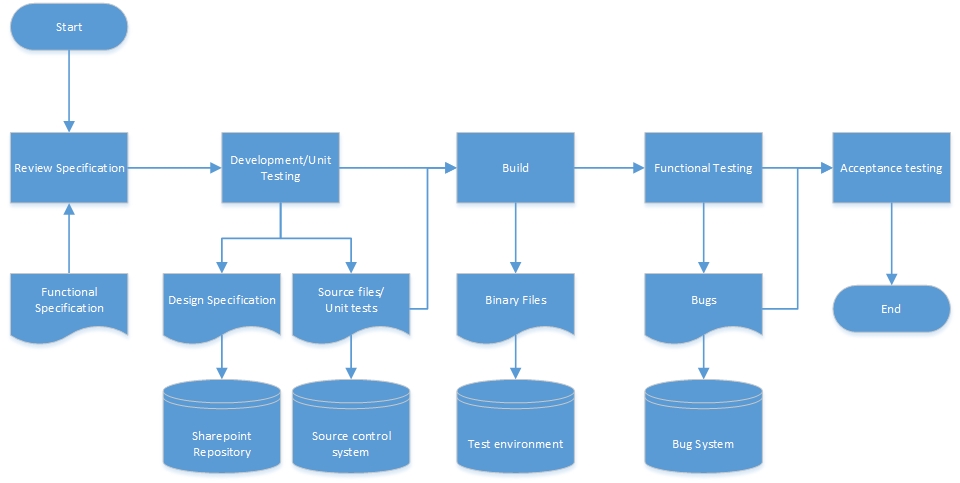 Start
Review Specification
Development/Unit
Testing
Build
Functional Testing
Acceptance testing
Functional
Specification
Design Specification
Source files/
Unit tests
Binary Files
Bugs
End
Sharepoint
Repository
Source control
system
Test environment
Bug System